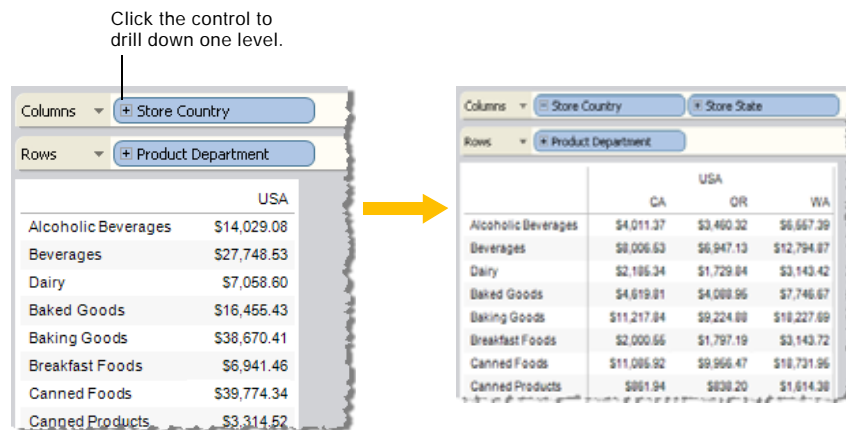 Click the control to
drill down one level.
Columns Store Country
Rows Product Department
USA
Alcoholic Beverages $14,029.08
Beverages $27,748.53
Dairy $7,058.60
Baked Goods $16,455.43
Baking Goods $38,670.41
Breakfast Foods $6,941.46
Canned Foods $39,774.34
Canned Products $3,314.52
Columns Store Country Store State
Rows Product Department
USA
CA OR WA
Alcoholic Beverages $4,011.37 $3,460.32 $6,557.39
Beverages $8,006.53 $6,947.13 $12,794.87
Dairy $2,185.34 $1,729.84 $3,143.42
Baked Goods $4,619.81 $4,088.95 $7,746.67
Baking Goods $11,217.84 $9,224.88 $18,227.69
Breakfast Foods $2,000.55 $1,797.19 $3,143.72
Canned Foods $11,085.92 $9,956.47 $18,731.95
Canned Products $861.94 $838.20 $1,614.38